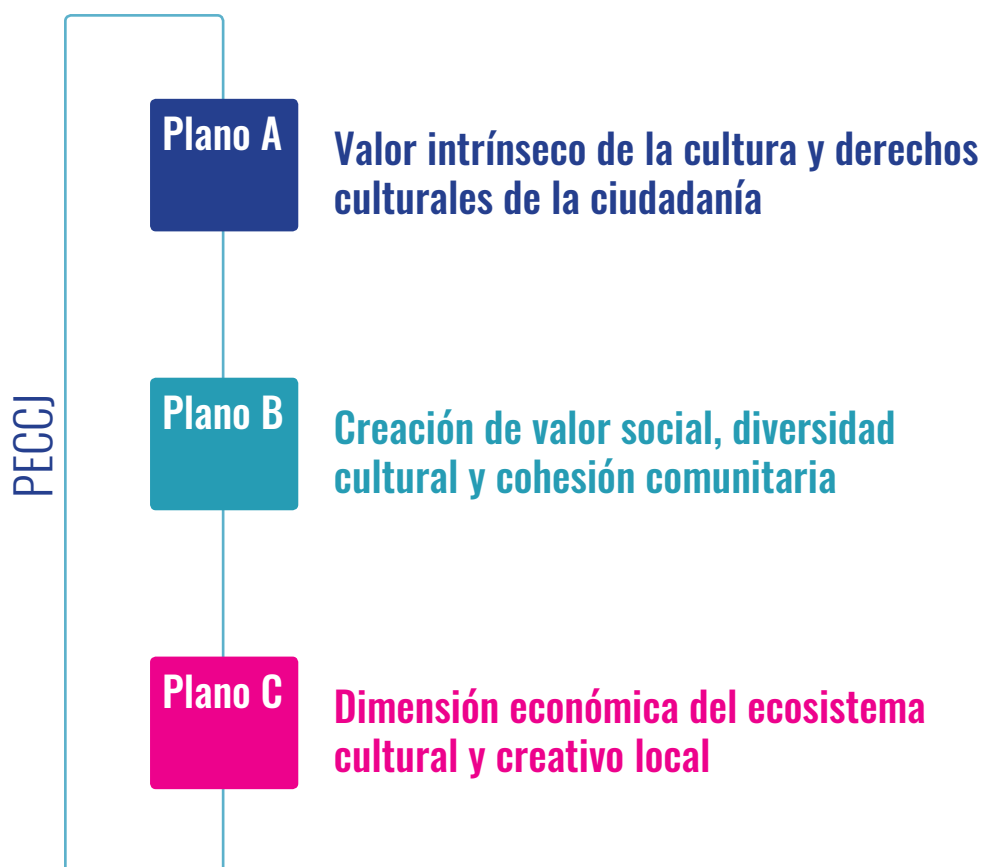 PECCJ
Plano A
Valor intrínseco de la cultura y derechos
culturales de la ciudadanía
Plano B
Creación de valor social, diversidad
cultural y cohesión comunitaria
Plano C
Dimensión económica del ecosistema
cultural y creativo local